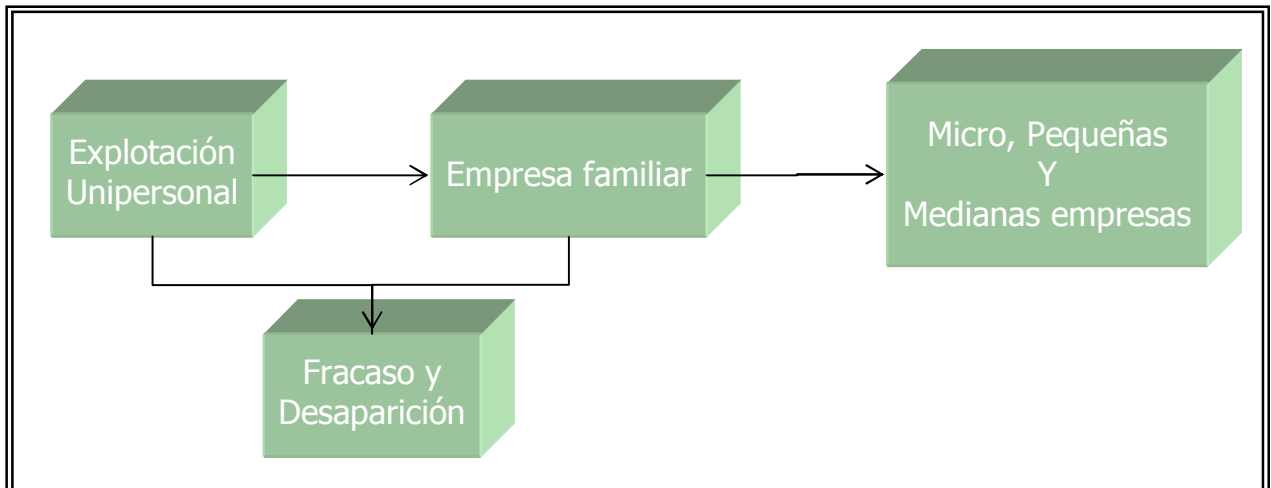 Explotación
Unipersonal
Empresa familiar
Micro, Pequeñas
Y
Medianas empresas
Fracaso y
Desaparición